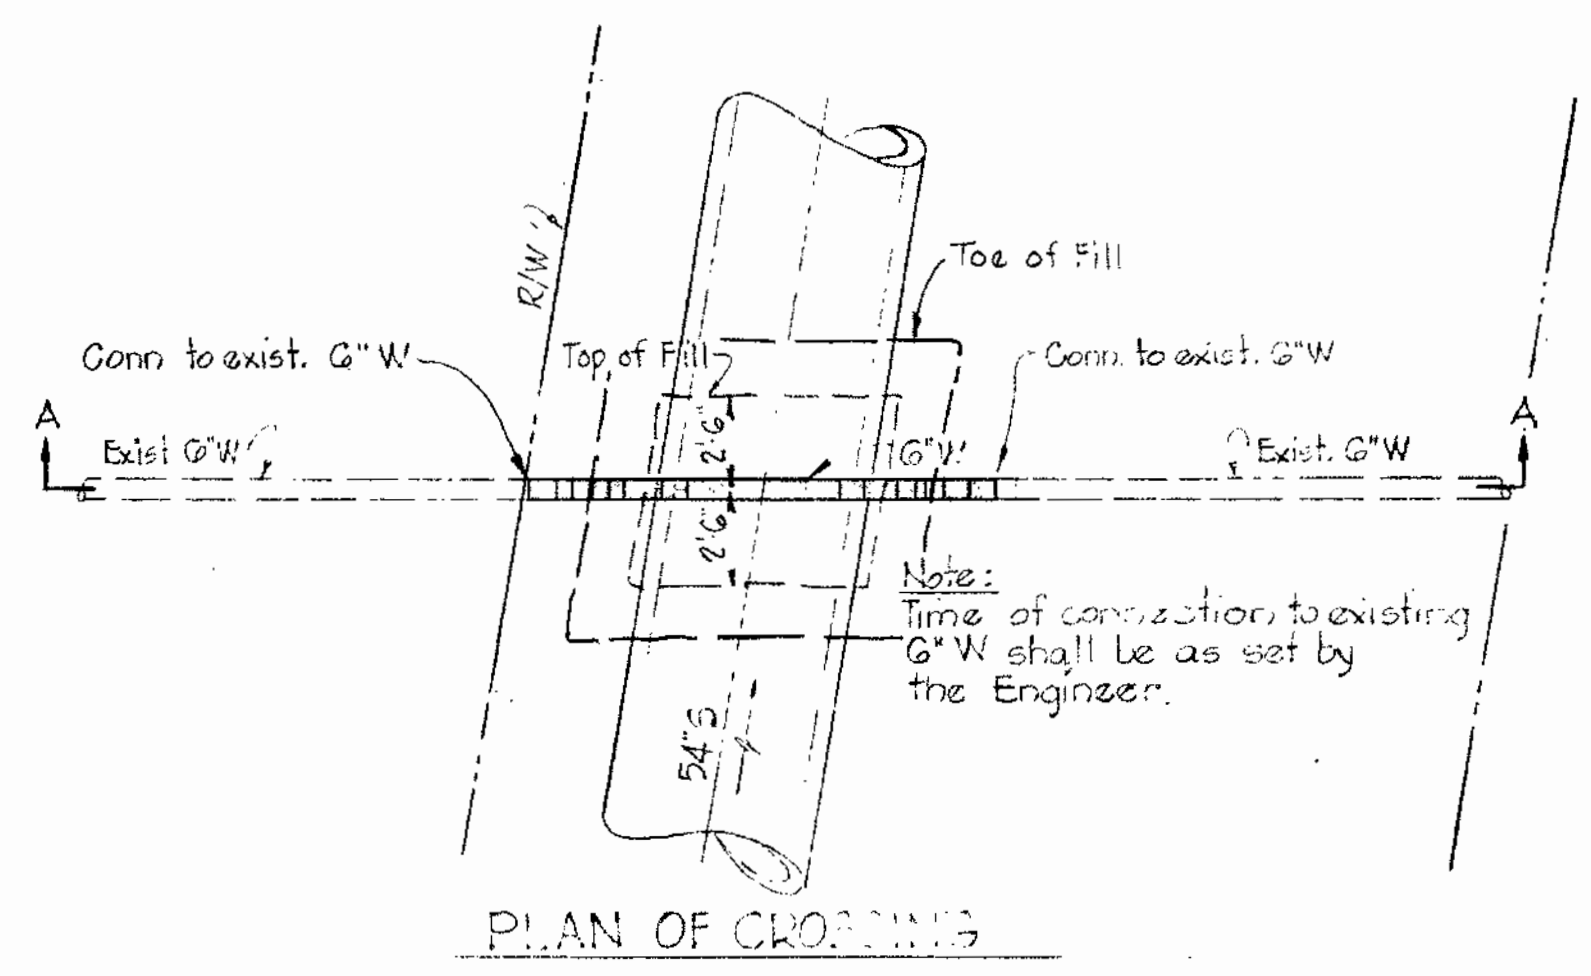 R/W
Toe of Fill
Conn to exist. 6"W
Top of Fill
Conn. to exist. 6"W
A
A
Exist 6"W
2'6"
6"W
Exist. 6"W
2'6"
Note:
Time of connection to existing
6"W shall be as set by
the Engineer.
54"S
PLAN OF CROSSING